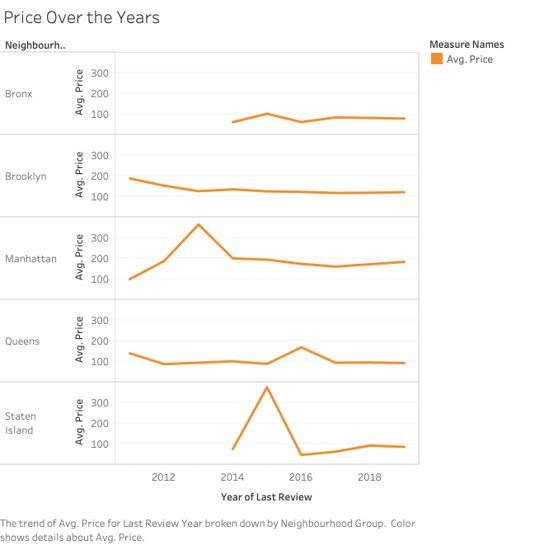 Price Over the Years
Neighbourh..
Measure Names
Avg. Price
Bronx
Avg. Price
300
200
100
Brooklyn
Avg. Price
300
200
100
Manhattan
Avg. Price
300
200
100
Queens
Avg. Price
300
200
100
Staten
Island
Avg. Price
300
200
100
2012 2014 2016 2018
Year of Last Review
The trend of Avg. Price for Last Review Year broken down by Neighbourhood Group. Color
shows details about Avg. Price.